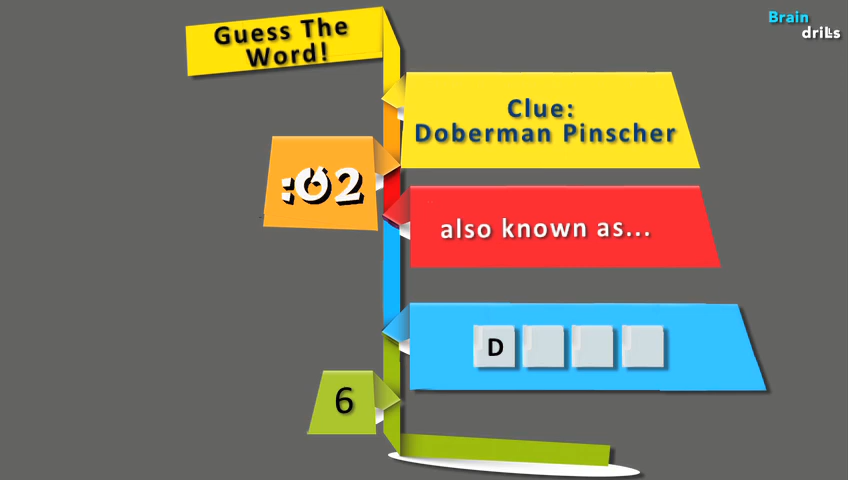 Brain
drills
Guess The
Word!
Clue:
Doberman Pinscher
:02
also known as...
D
6